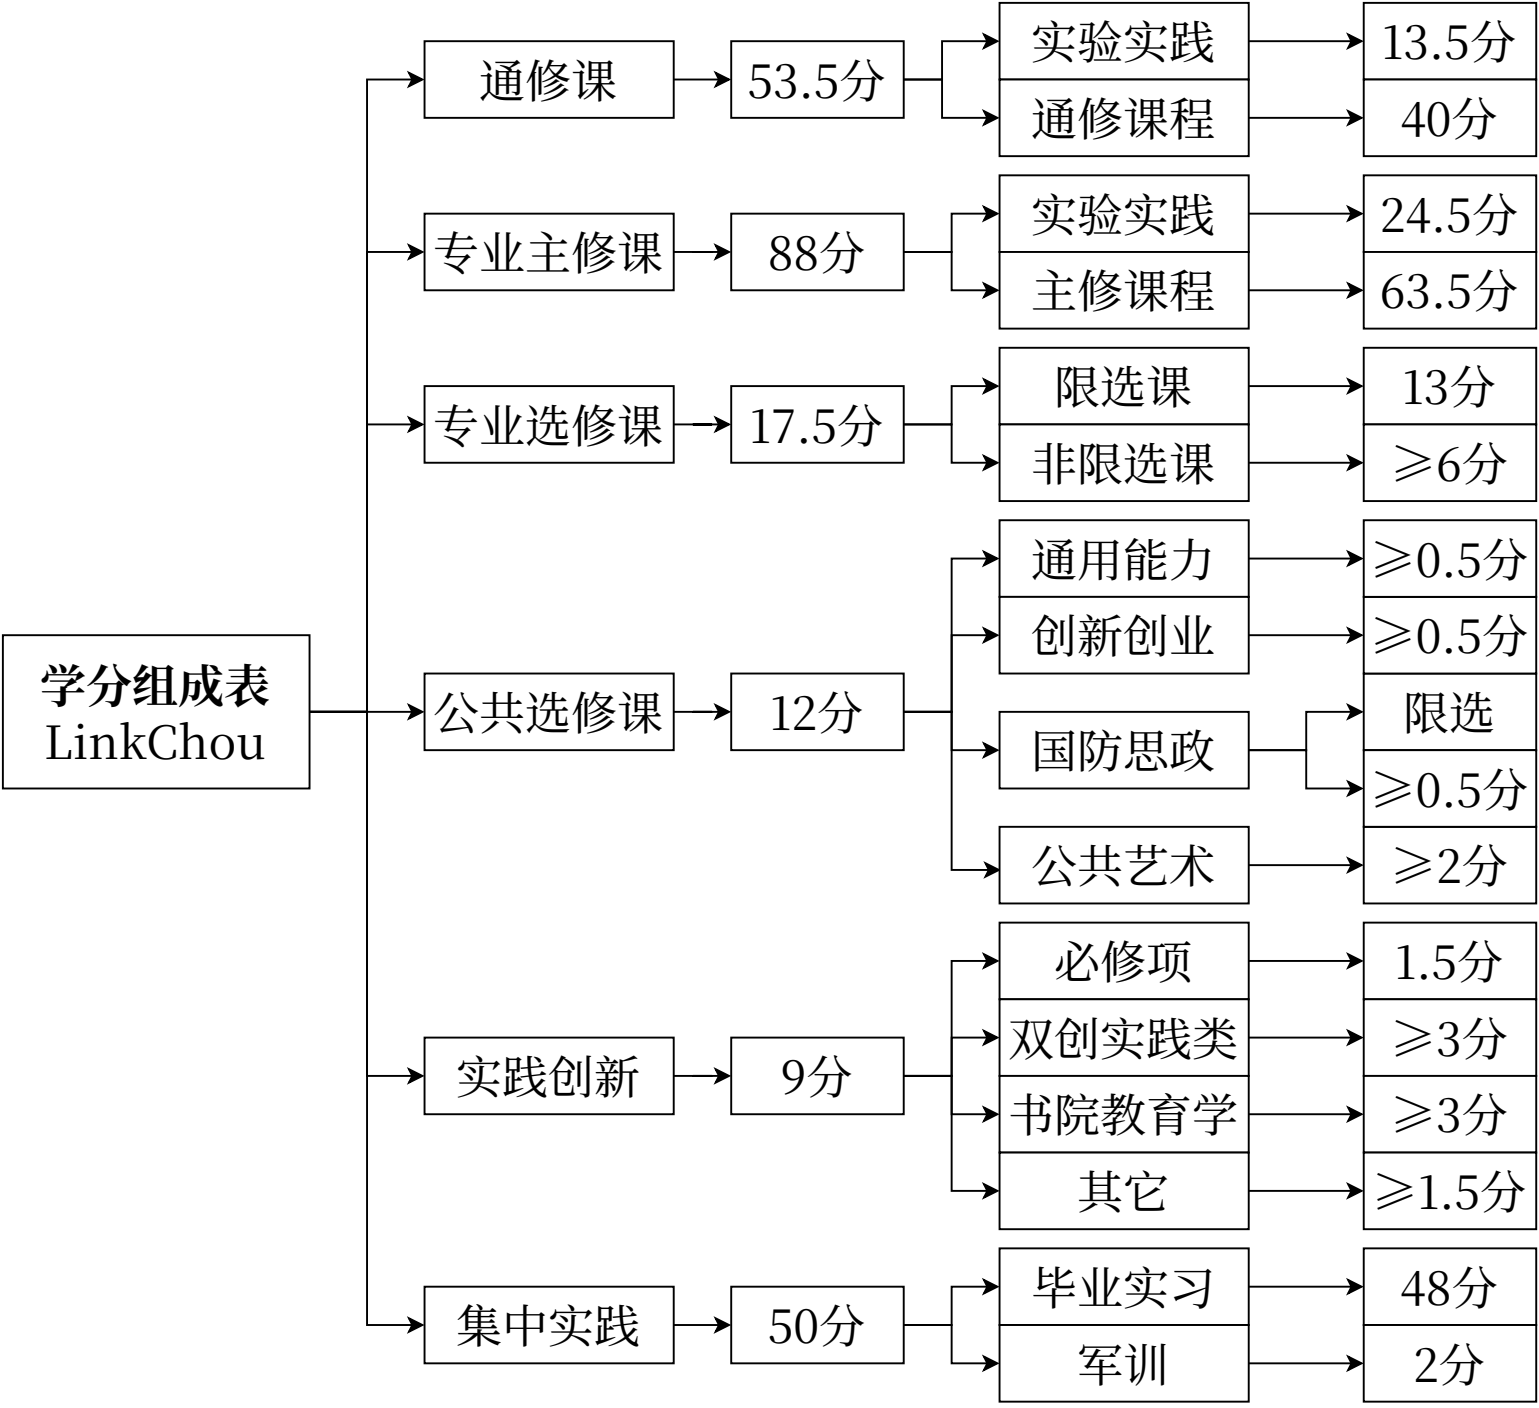 学分组成表
LinkChou
通修课
53.5分
实验实践
13.5分
通修课程
40分
专业主修课
88分
实验实践
24.5分
主修课程
63.5分
专业选修课
17.5分
限选课
13分
非限选课
≥6分
公共选修课
12分
通用能力
≥0.5分
创新创业
≥0.5分
国防思政
限选
≥0.5分
公共艺术
≥2分
实践创新
9分
必修项
1.5分
双创实践类
≥3分
书院教育学
≥3分
其它
≥1.5分
集中实践
50分
毕业实习
48分
军训
2分